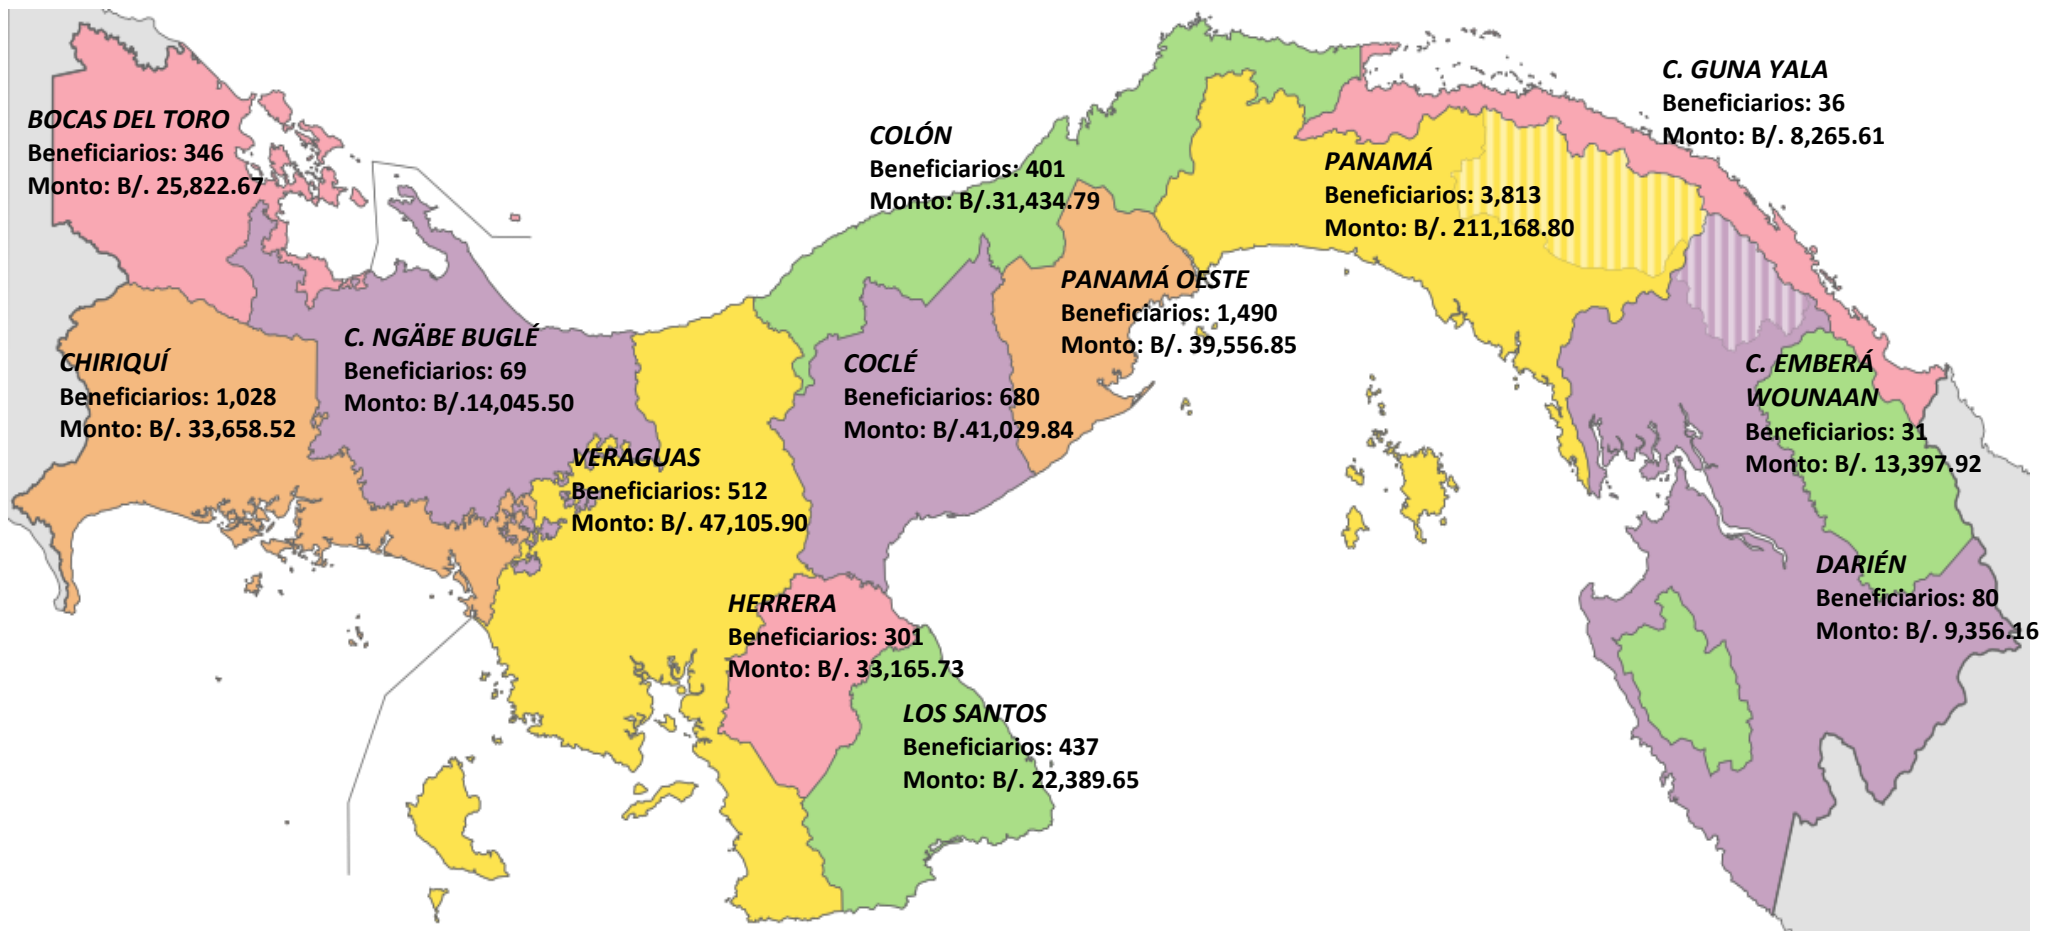 BOCAS DEL TORO
Beneficiarios: 346
Monto: B/. 25,822.67
COLÓN
Beneficiarios: 401
Monto: B/.31,434.79
C. GUNA YALA
Beneficiarios: 36
Monto: B/. 8,265.61
PANAMÁ
Beneficiarios: 3,813
Monto: B/. 211,168.80
PANAMÁ OESTE
Beneficiarios: 1,490
Monto: B/. 39,556.85
CHIRIQUÍ
Beneficiarios: 1,028
Monto: B/. 33,658.52
C. NGÄBE BUGLÉ
Beneficiarios: 69
Monto: B/.14,045.50
COCLÉ
Beneficiarios: 680
Monto: B/.41,029.84
C. EMBERÁ
WOUNAAN
Beneficiarios: 31
Monto: B/. 13,397.92
VERAGUAS
Beneficiarios: 512
Monto: B/. 47,105.90
DARIÉN
Beneficiarios: 80
Monto: B/. 9,356.16
HERRERA
Beneficiarios: 301
Monto: B/. 33,165.73
LOS SANTOS
Beneficiarios: 437
Monto: B/. 22,389.65